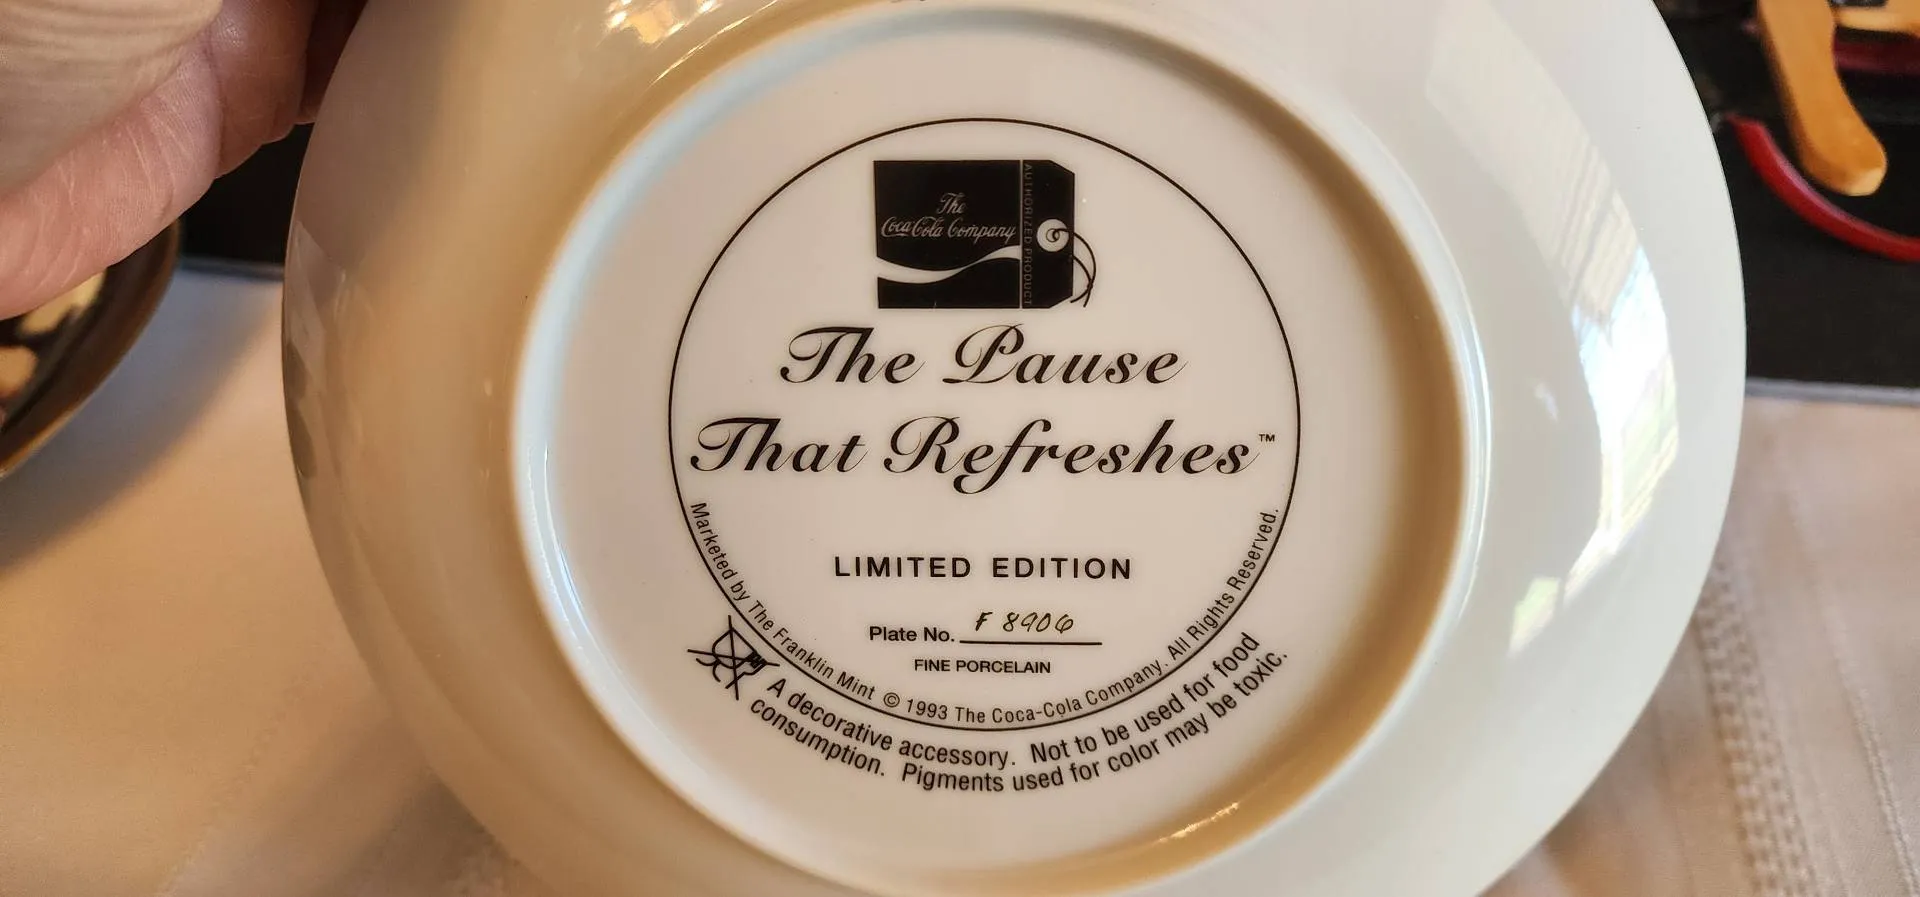 The
Coca-Cola Company
AUTHORIZED PRODUCT
The Pause
That Refreshes™
LIMITED EDITION
Plate No. F 8906
FINE PORCELAIN
Marketed by The Franklin Mint © 1993 The Coca-Cola Company. All Rights Reserved.
A decorative accessory. Not to be used for food
consumption. Pigments used for color may be toxic.